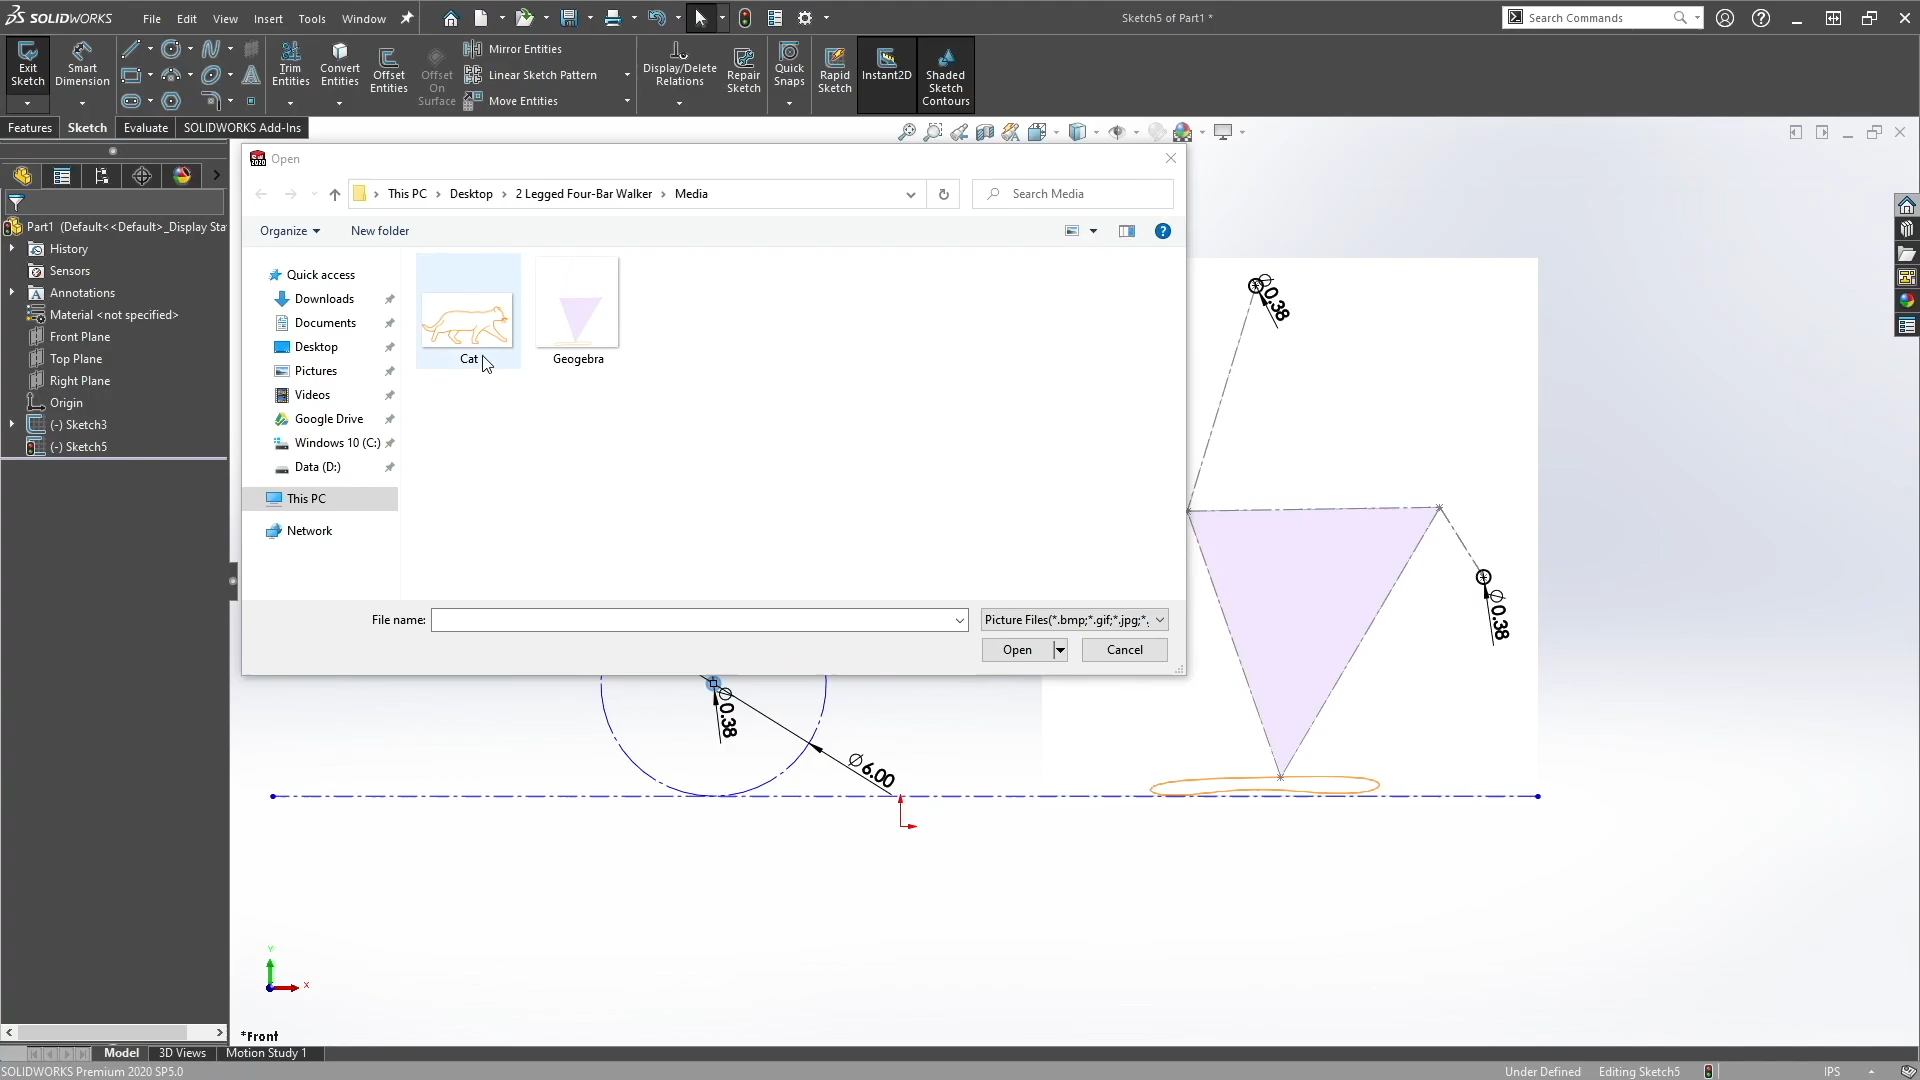 SOLIDWORKS File Edit View Insert Tools Window
Sketch5 of Part1 *
Search Commands
Exit Sketch
Smart Dimension
Trim Entities
Convert Entities
Offset Entities
Offset On Surface
Mirror Entities
Linear Sketch Pattern
Move Entities
Display/Delete Relations
Repair Sketch
Quick Snaps
Rapid Sketch
Instant2D
Shaded Sketch Contours
Features Sketch Evaluate SOLIDWORKS Add-Ins
Part1 (Default<<Default>_Display Sta
History
Sensors
Annotations
Material <not specified>
Front Plane
Top Plane
Right Plane
Origin
(-) Sketch3
(-) Sketch5
Open
This PC Desktop 2 Legged Four-Bar Walker Media
Search Media
Organize New folder
Quick access
Downloads
Documents
Desktop
Pictures
Videos
Google Drive
Windows 10 (C:)
Data (D:)
This PC
Network
Cat
Geogebra
File name:
Picture Files(*.bmp;*.gif;*.jpg;*.
Open
Cancel
Ø0.38
Ø0.38
Ø0.38
Ø6.00
Y
X
*Front
Model 3D Views Motion Study 1
SOLIDWORKS Premium 2020 SP5.0
Under Defined Editing Sketch5 IPS